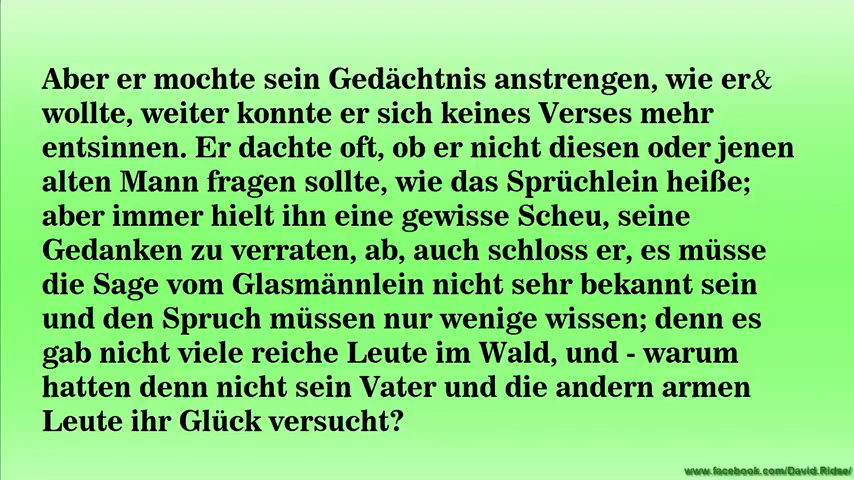 Aber er mochte sein Gedächtnis anstrengen, wie er&
wollte, weiter konnte er sich keines Verses mehr
entsinnen. Er dachte oft, ob er nicht diesen oder jenen
alten Mann fragen sollte, wie das Sprüchlein heiße;
aber immer hielt ihn eine gewisse Scheu, seine
Gedanken zu verraten, ab, auch schloss er, es müsse
die Sage vom Glasmännlein nicht sehr bekannt sein
und den Spruch müssen nur wenige wissen; denn es
gab nicht viele reiche Leute im Wald, und - warum
hatten denn nicht sein Vater und die andern armen
Leute ihr Glück versucht?
www.facebook.com/David.Ridse/